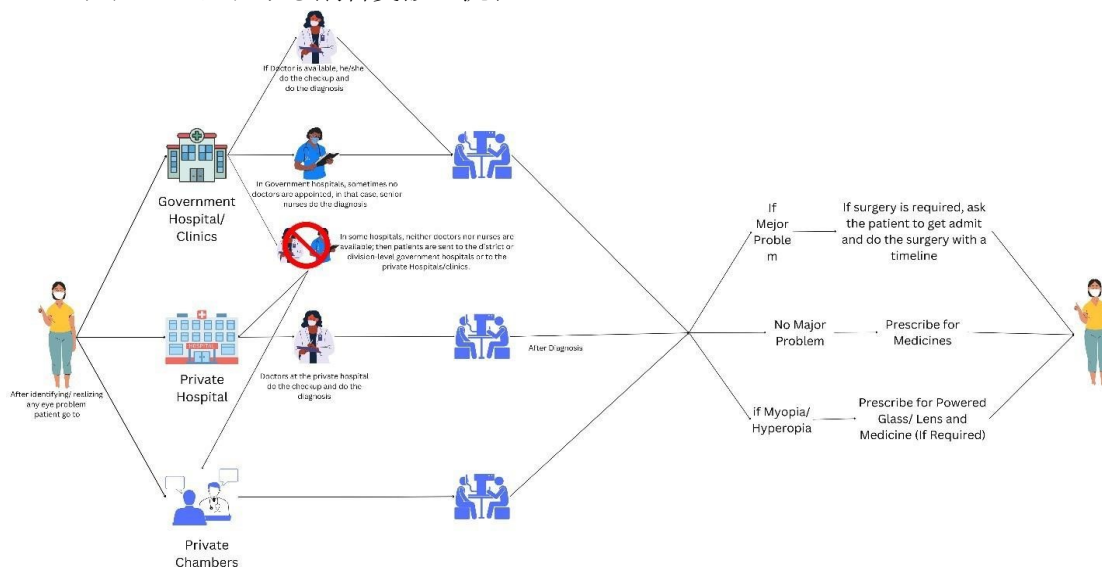 If Doctor is available, he/she
do the checkup and
do the diagnosis
Government
Hospital/
Clinics
In Government hospitals, sometimes no
doctors are appointed, in that case, senior
nurses do the diagnosis
In some hospitals, neither doctors nor nurses are
available; then patients are sent to the district or
division-level government hospitals or to the
private Hospitals/clinics.
After identifying/ realizing
any eye problem
patient go to
HOSPITAL
Private
Hospital
Doctors at the private hospital
do the checkup and do the
diagnosis
Private
Chambers
After Diagnosis
If
Mejor
Proble
m
If surgery is required, ask
the patient to get admit
and do the surgery with a
timeline
No Major
Problem
Prescribe for
Medicines
if Myopia/
Hyperopia
Prescribe for Powered
Glass/ Lens and
Medicine (If Required)